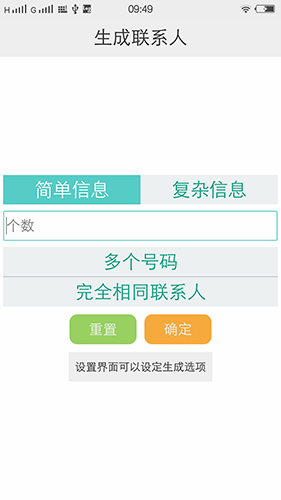 H G 09:49
生成联系人
简单信息 复杂信息
个数
多个号码
完全相同联系人
重置 确定
设置界面可以设定生成选项